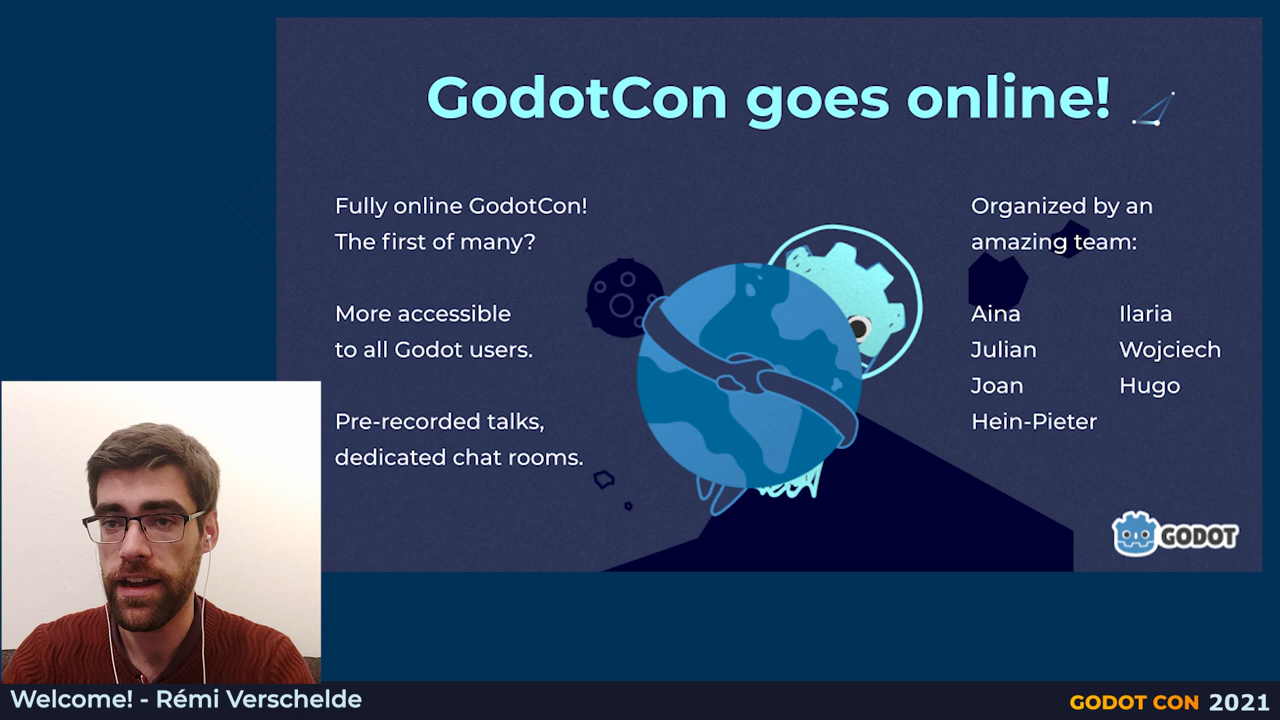 GodotCon goes online!
Fully online GodotCon!
The first of many?
More accessible
to all Godot users.
Pre-recorded talks,
dedicated chat rooms.
Organized by an
amazing team:
Aina
Ilaria
Julian
Wojciech
Joan
Hugo
Hein-Pieter
GODOT
Welcome! - Rémi Verschelde
GODOT CON 2021